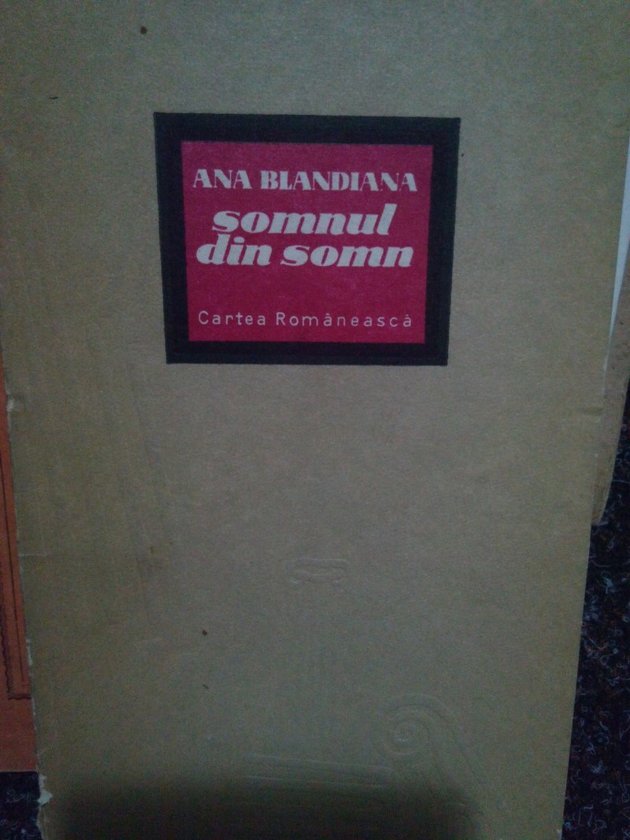 ANA BLANDIANA
somnul
din somn
Cartea Românească